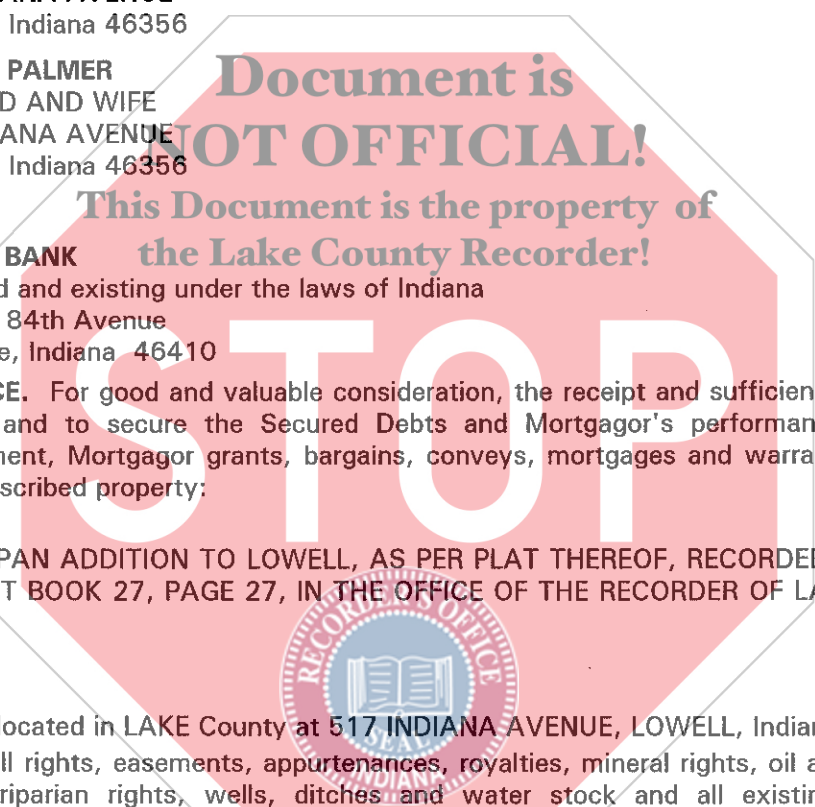 Indiana 46356
PALMER
Document is
D AND WIFE
ANA AVENUE
NOT OFFICIAL!
Indiana 46356
This Document is the property of
the Lake County Recorder!
BANK
d and existing under the laws of Indiana
84th Avenue
e, Indiana 46410
STOP
CE. For good and valuable consideration, the receipt and sufficien
and to secure the Secured Debts and Mortgagor's performan
ment, Mortgagor grants, bargains, conveys, mortgages and warra
scribed property:
PAN ADDITION TO LOWELL, AS PER PLAT THEREOF, RECORDED
T BOOK 27, PAGE 27, IN THE OFFICE OF THE RECORDER OF LA
RECORDER'S OFFICE
SEAL
INDIANA
located in LAKE County at 517 INDIANA AVENUE, LOWELL, Indian
ll rights, easements, appurtenances, royalties, mineral rights, oil a
riparian rights, wells, ditches and water stock and all existin